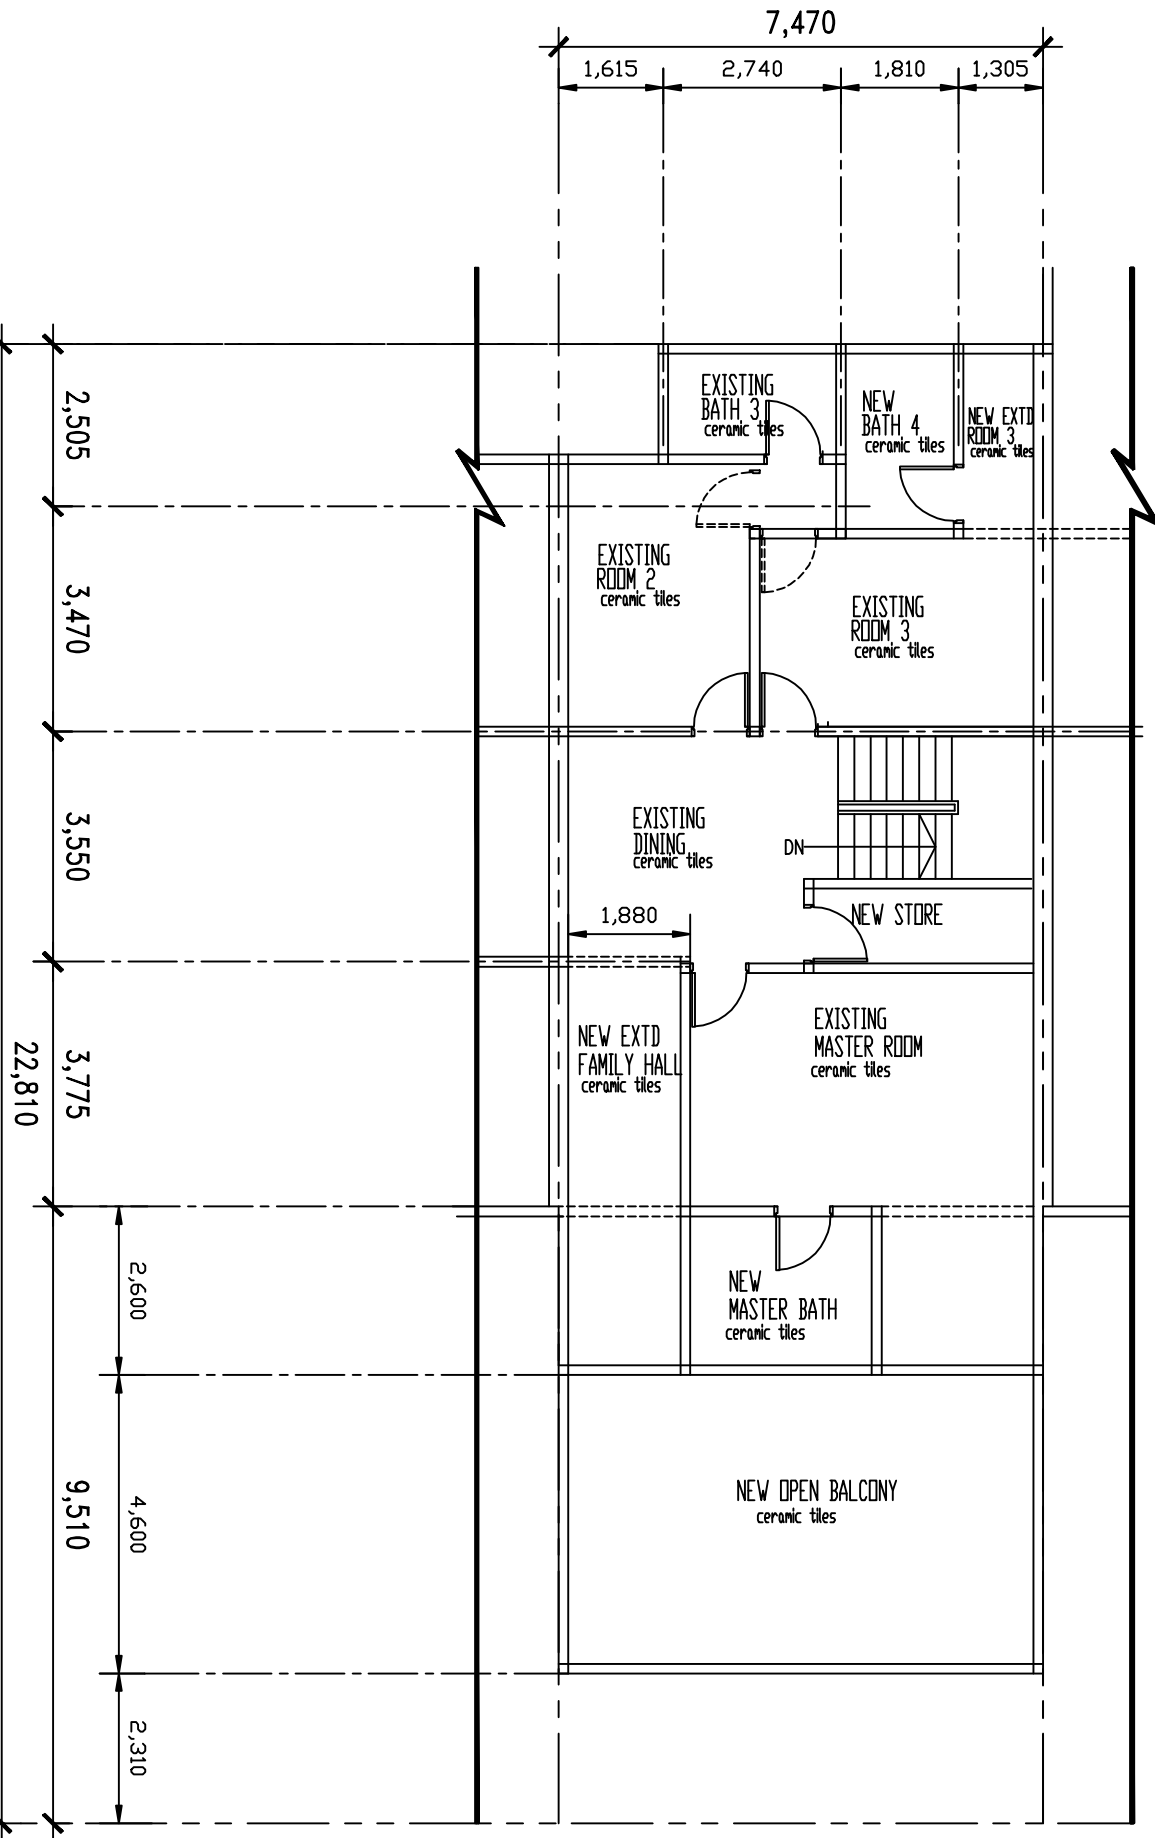 7,470
1,615
2,740
1,810
1,305
EXISTING
BATH 3
ceramic tiles
NEW
BATH 4
ceramic tiles
NEW EXTD
ROOM 3
ceramic tiles
2,505
EXISTING
ROOM 2
ceramic tiles
EXISTING
ROOM 3
ceramic tiles
3,470
EXISTING
DINING
ceramic tiles
DN
3,550
NEW STORE
1,880
NEW EXTD
FAMILY HALL
ceramic tiles
EXISTING
MASTER ROOM
ceramic tiles
3,775
22,810
NEW
MASTER BATH
ceramic tiles
2,600
NEW OPEN BALCONY
ceramic tiles
4,600
9,510
2,310